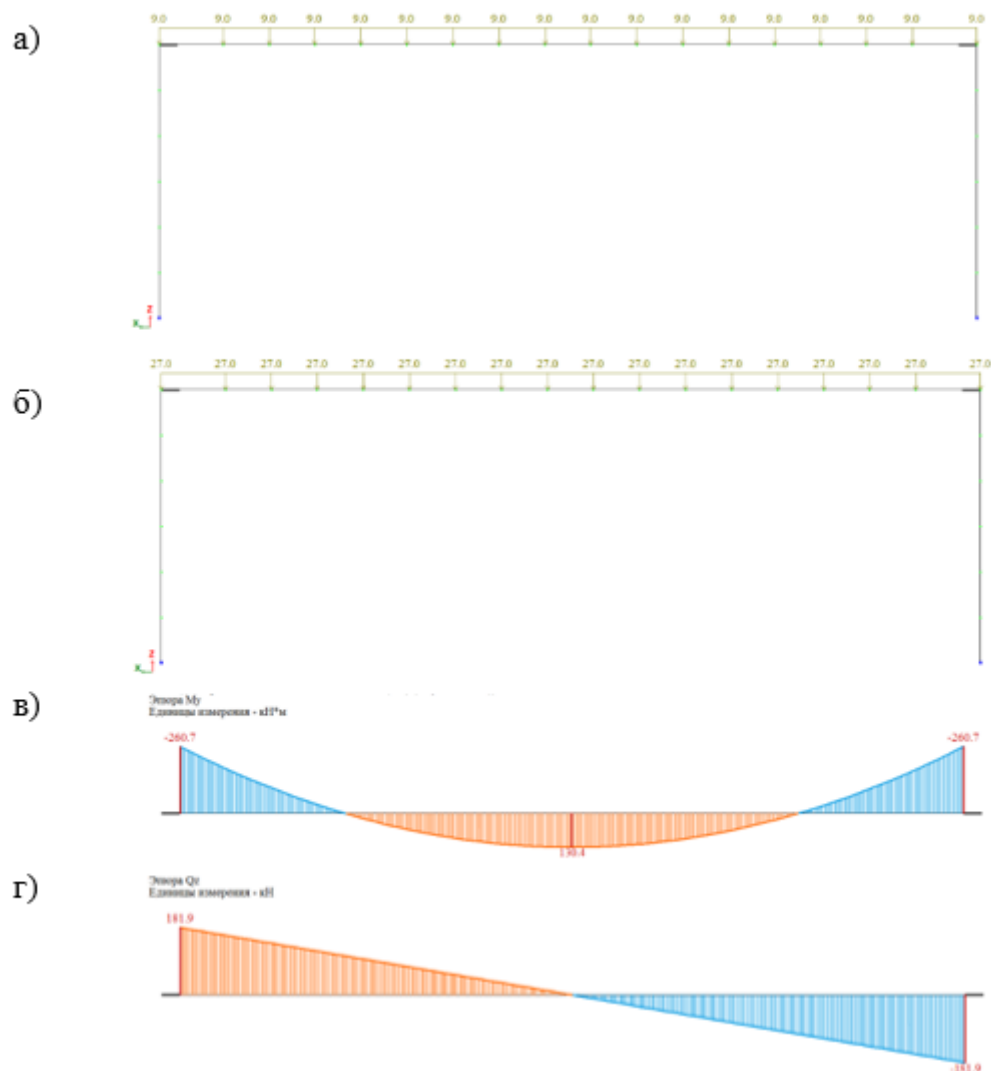 9.0 9.0 9.0 9.0 9.0 9.0 9.0 9.0 9.0 9.0 9.0 9.0 9.0 9.0 9.0 9.0 9.0 9.0
а)
Z
X
27.0 27.0 27.0 27.0 27.0 27.0 27.0 27.0 27.0 27.0 27.0 27.0 27.0 27.0 27.0 27.0 27.0 27.0
б)
Z
X
в)
Эпюра My
Единицы измерения - кН*м
-260.7 -260.7
130.4
г)
Эпюра Qz
Единицы измерения - кН
181.9
-181.9